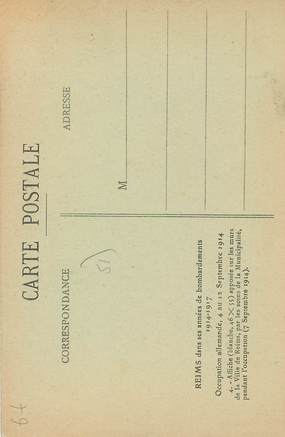 CARTE POSTALE
CORRESPONDANCE
ADRESSE
M
51
REIMS dans ses années de bombardements
1914-1917
Occupation allemande, 4 au 12 Septembre 1914
4. - Affiche (blanche, 46 × 55) apposée sur les murs
de la Ville de Reims, par les soins de la Municipalité,
pendant l'occupation (7 Septembre 1914).